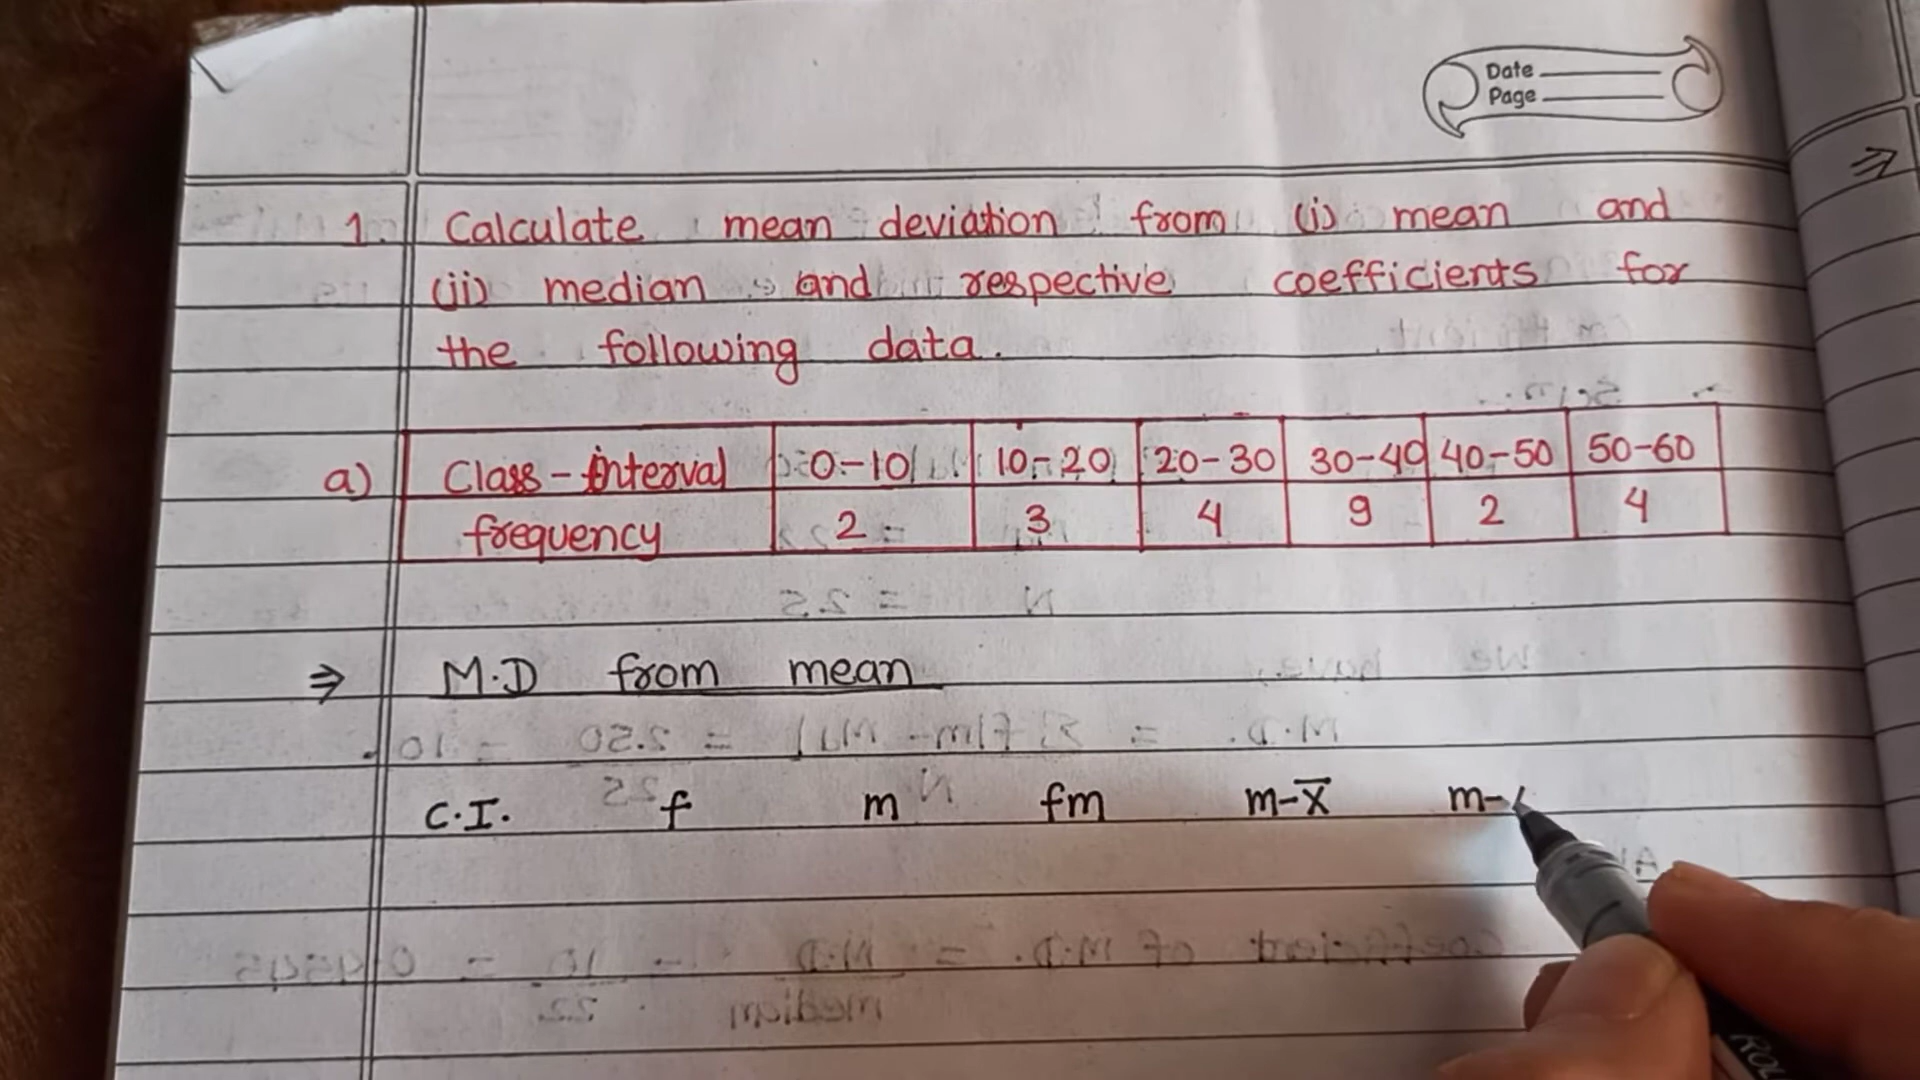 Date
Page
1. Calculate mean deviation from (i) mean and
(ii) median and respective coefficients for
the following data.
a) Class-interval 0-10 10-20 20-30 30-40 40-50 50-60
frequency 2 3 4 9 2 4
⇒ M.D from mean
C.I. f m fm m-X̅ m-